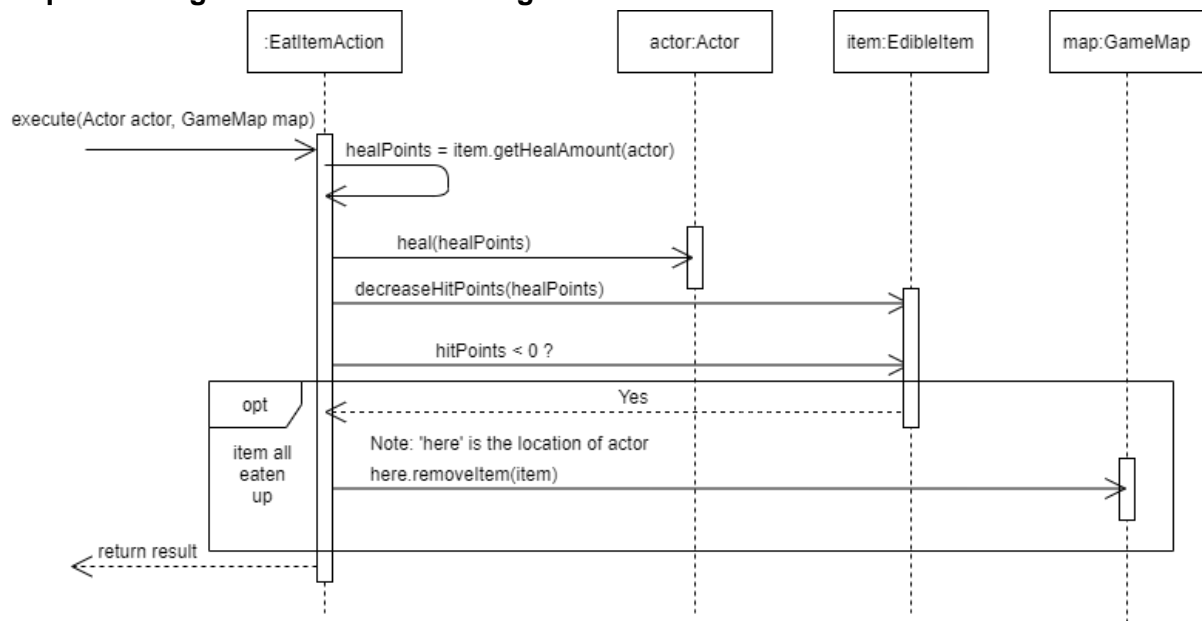 :EatItemAction
actor:Actor
item:EdibleItem
map:GameMap
execute(Actor actor, GameMap map)
healPoints = item.getHealAmount(actor)
heal(healPoints)
decreaseHitPoints(healPoints)
hitPoints < 0 ?
opt
Yes
item all
eaten
up
Note: 'here' is the location of actor
here.removeItem(item)
return result